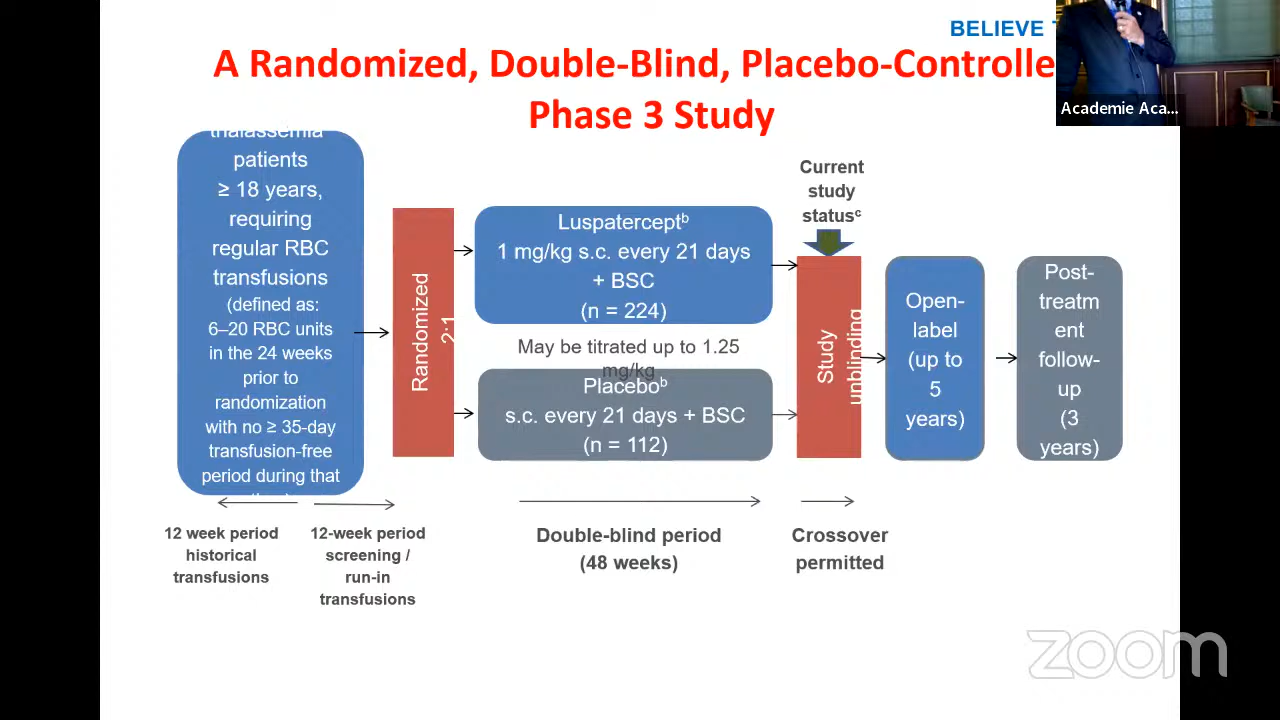 BELIEVE
A Randomized, Double-Blind, Placebo-Controlle
Phase 3 Study
Academie Aca...
thalassemia
patients
≥ 18 years,
requiring
regular RBC
transfusions
(defined as:
6–20 RBC units
in the 24 weeks
prior to
randomization
with no ≥ 35-day
transfusion-free
period during that
Randomized
2:1
Luspaterceptᵇ
1 mg/kg s.c. every 21 days
+ BSC
(n = 224)
May be titrated up to 1.25
mg/kg
Placeboᵇ
s.c. every 21 days + BSC
(n = 112)
Current
study
statusᶜ
Study
unblinding
Open-
label
(up to
5
years)
Post-
treatm
ent
follow-
up
(3
years)
12 week period
historical
transfusions
12-week period
screening /
run-in
transfusions
Double-blind period
(48 weeks)
Crossover
permitted
zoom